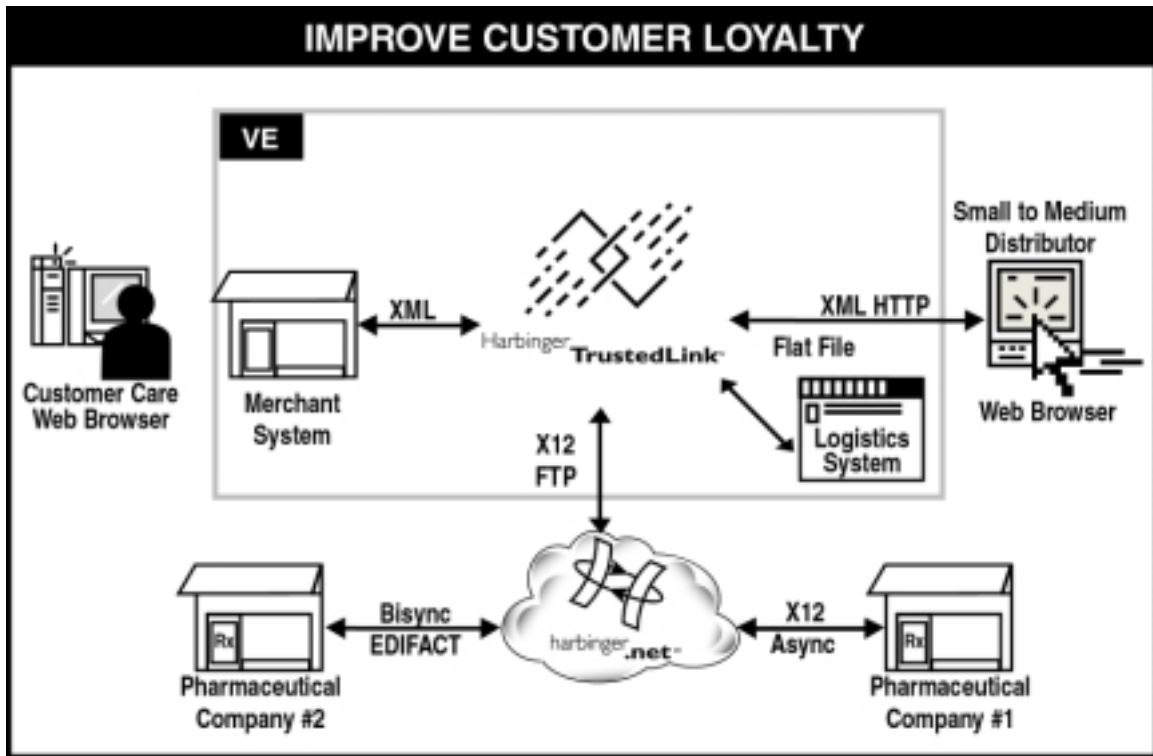 IMPROVE CUSTOMER LOYALTY
VE
Small to Medium
Distributor
XML
Harbinger TrustedLink
XML HTTP
Flat File
Customer Care
Web Browser
Merchant
System
Web Browser
Logistics
System
X12
FTP
Rx
Bisync
EDIFACT
harbinger.net
X12
Async
Rx
Pharmaceutical
Company #2
Pharmaceutical
Company #1